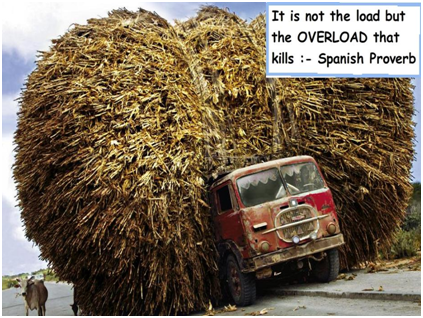 It is not the load but
the OVERLOAD that
kills :- Spanish Proverb